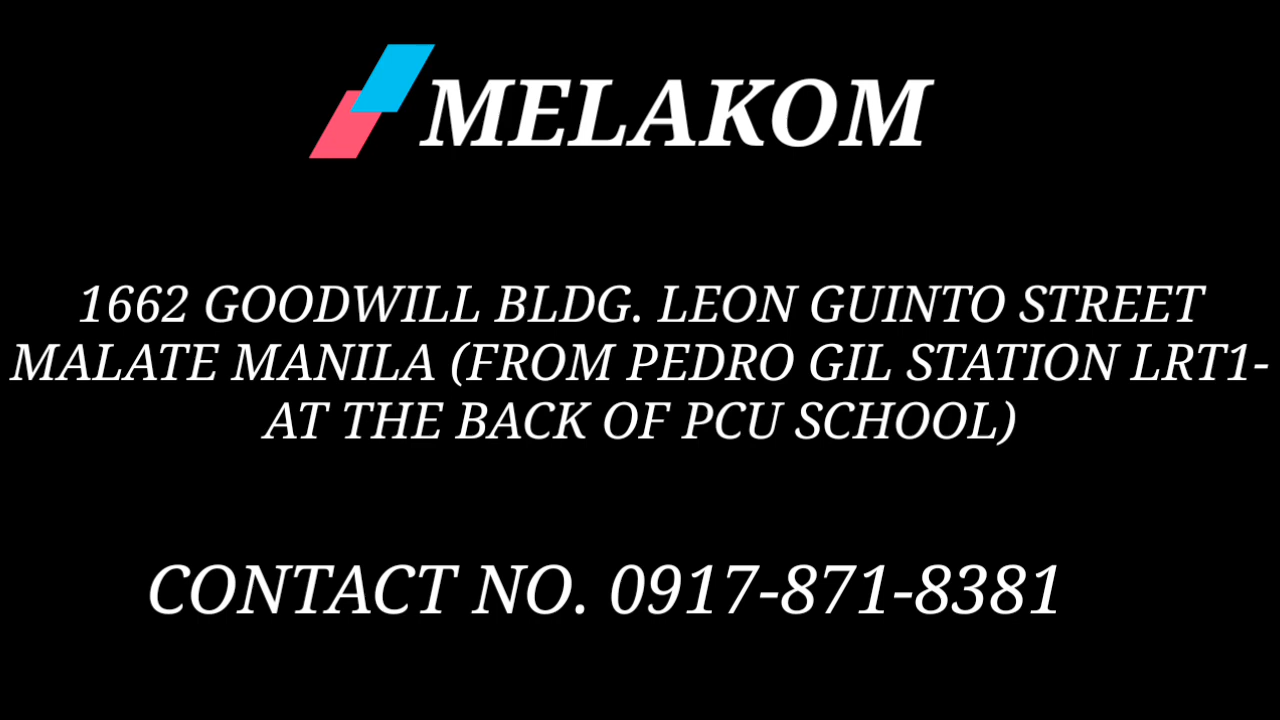 MELAKOM
1662 GOODWILL BLDG. LEON GUINTO STREET
MALATE MANILA (FROM PEDRO GIL STATION LRT1-
AT THE BACK OF PCU SCHOOL)
CONTACT NO. 0917-871-8381